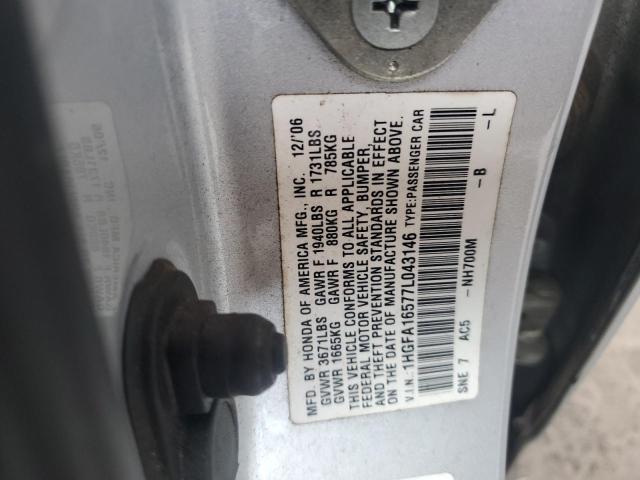 MFD. BY HONDA OF AMERICA MFG., INC. 12/'06
GVWR 3671LBS GAWR F 1940LBS R 1731LBS
GVWR 1665KG GAWR F 880KG R 785KG
THIS VEHICLE CONFORMS TO ALL APPLICABLE
FEDERAL MOTOR VEHICLE SAFETY, BUMPER,
AND THEFT PREVENTION STANDARDS IN EFFECT
ON THE DATE OF MANUFACTURE SHOWN ABOVE.
V.I.N.: 1HGFA16577L043146 TYPE:PASSENGER CAR
SNE 7 AC5 -NH700M -B -L